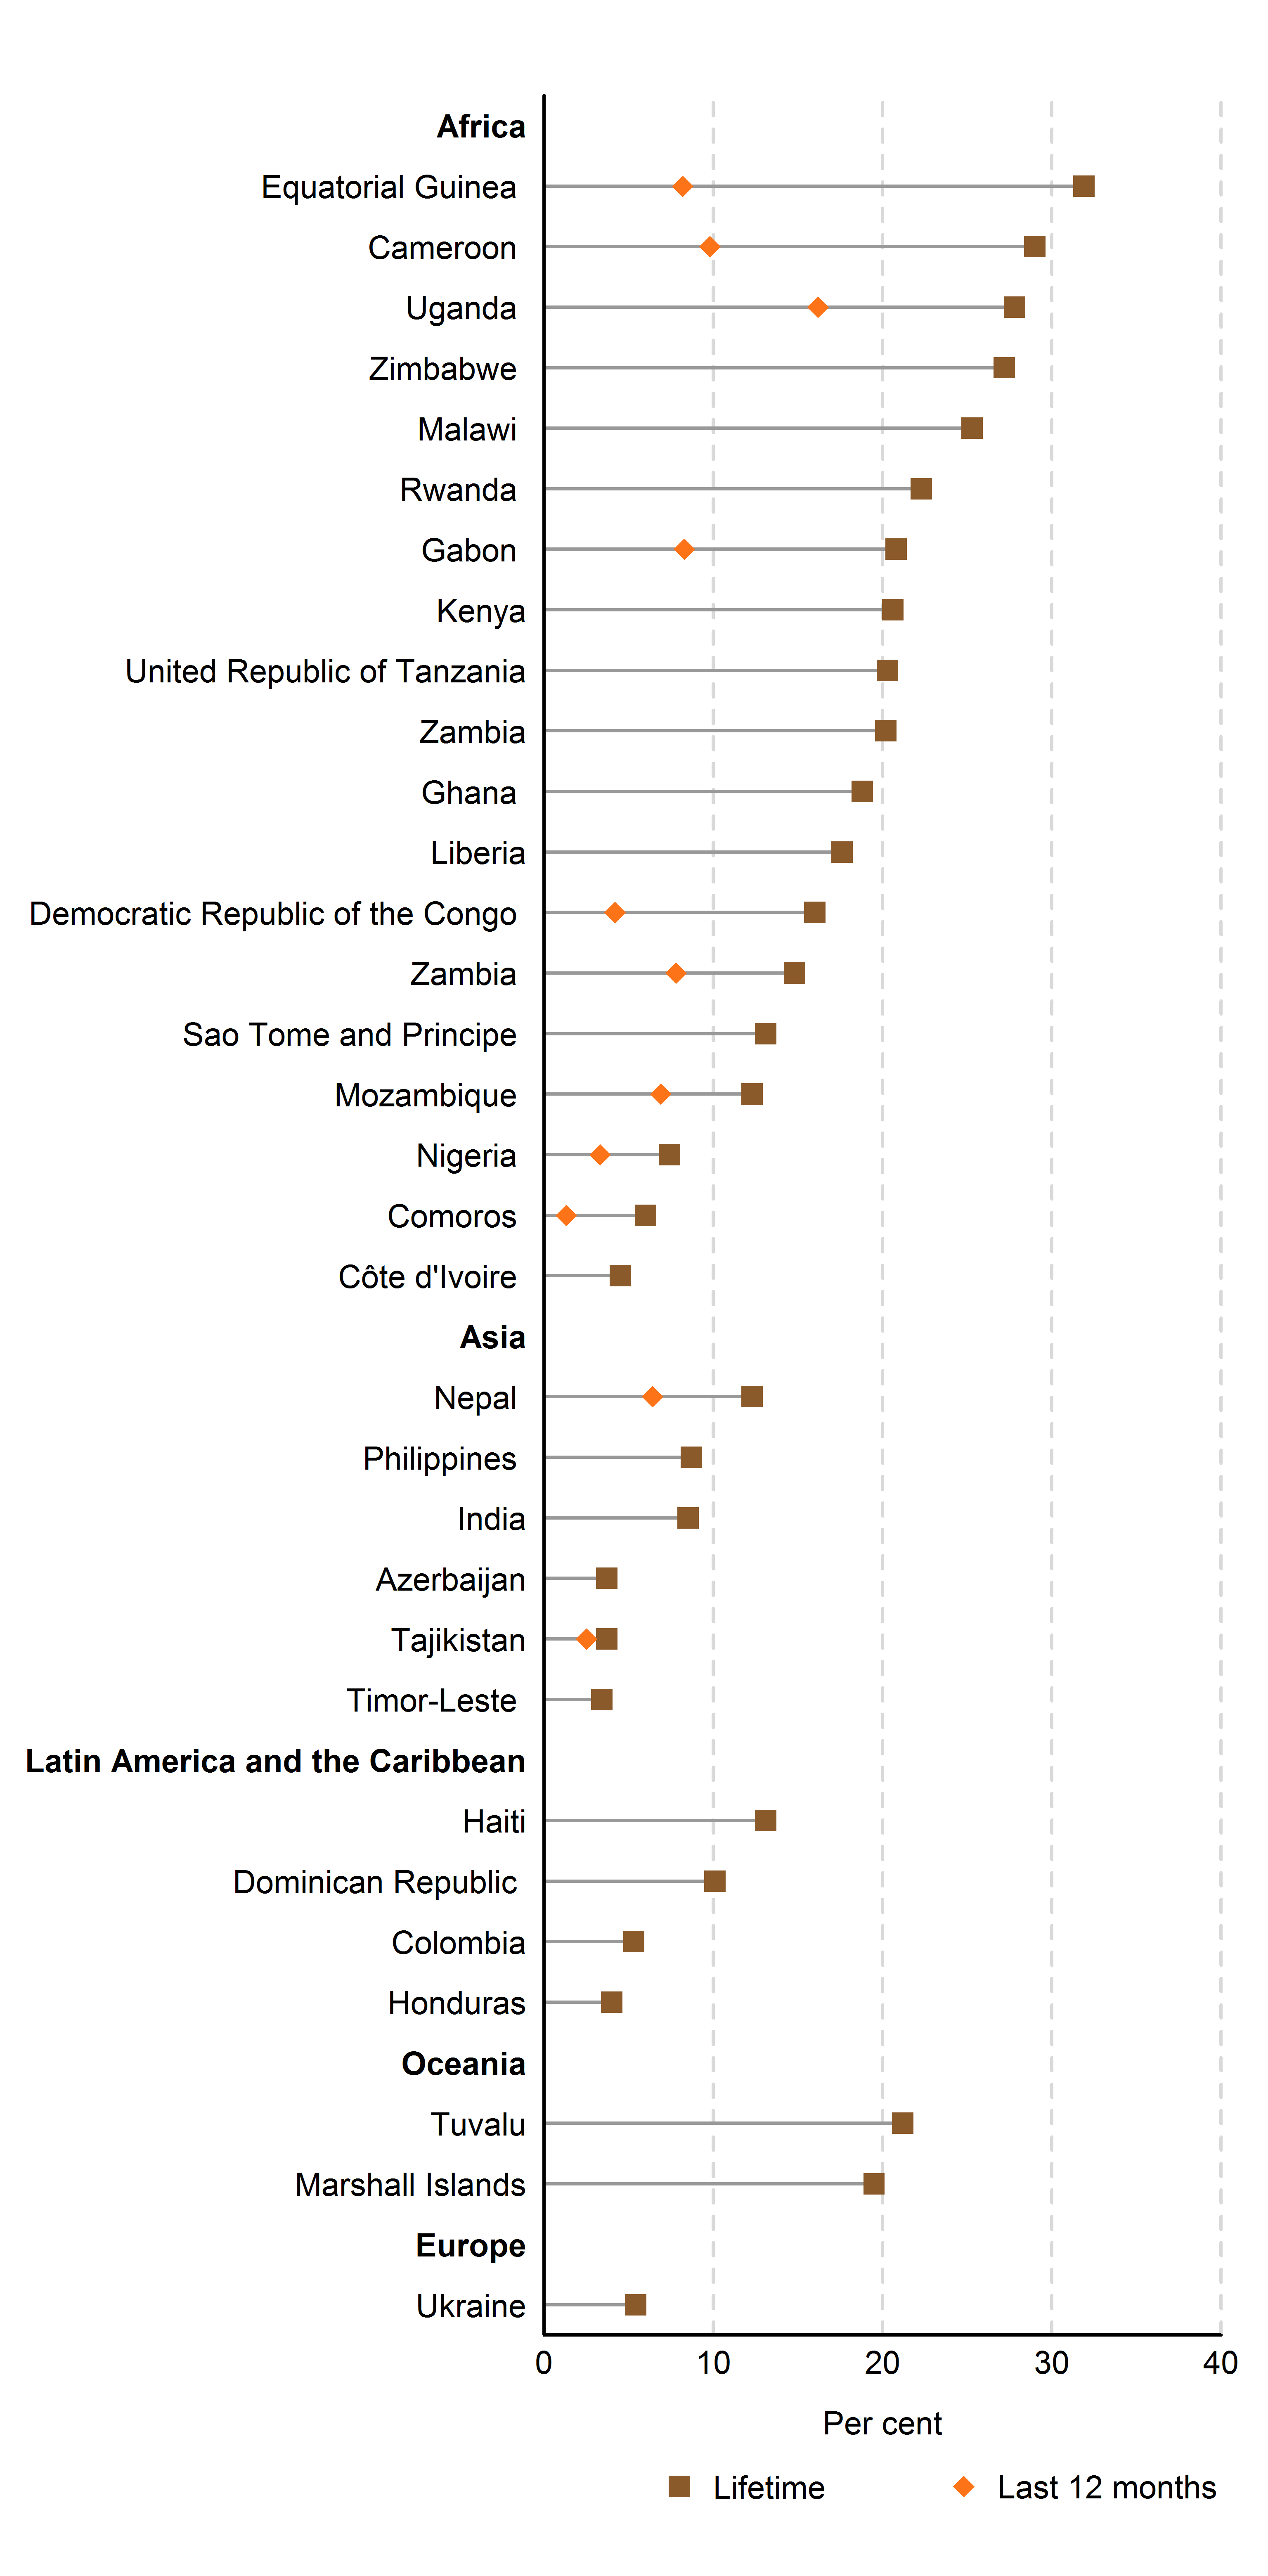 Africa
Equatorial Guinea
Cameroon
Uganda
Zimbabwe
Malawi
Rwanda
Gabon
Kenya
United Republic of Tanzania
Zambia
Ghana
Liberia
Democratic Republic of the Congo
Zambia
Sao Tome and Principe
Mozambique
Nigeria
Comoros
Côte d'Ivoire
Asia
Nepal
Philippines
India
Azerbaijan
Tajikistan
Timor-Leste
Latin America and the Caribbean
Haiti
Dominican Republic
Colombia
Honduras
Oceania
Tuvalu
Marshall Islands
Europe
Ukraine
0 10 20 30 40
Per cent
Lifetime Last 12 months